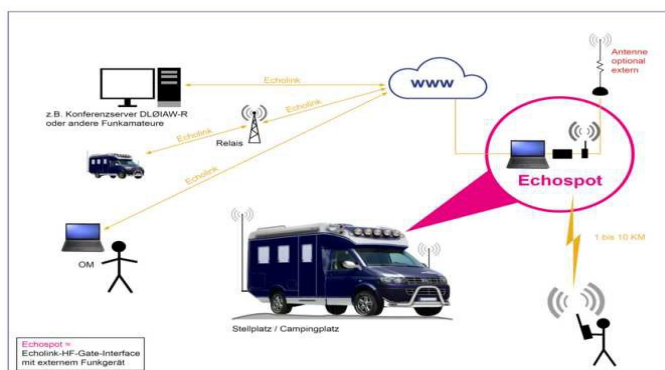 Antenne
optional
extern
Echolink
www
z.B. Konferenzserver DLØIAW-R
oder andere Funkamateure
Echolink
Echolink
Relais
Echospot
Echolink
1 bis 10 KM
OM
Stellplatz / Campingplatz
Echospot =
Echolink-HF-Gate-Interface
mit externem Funkgerät